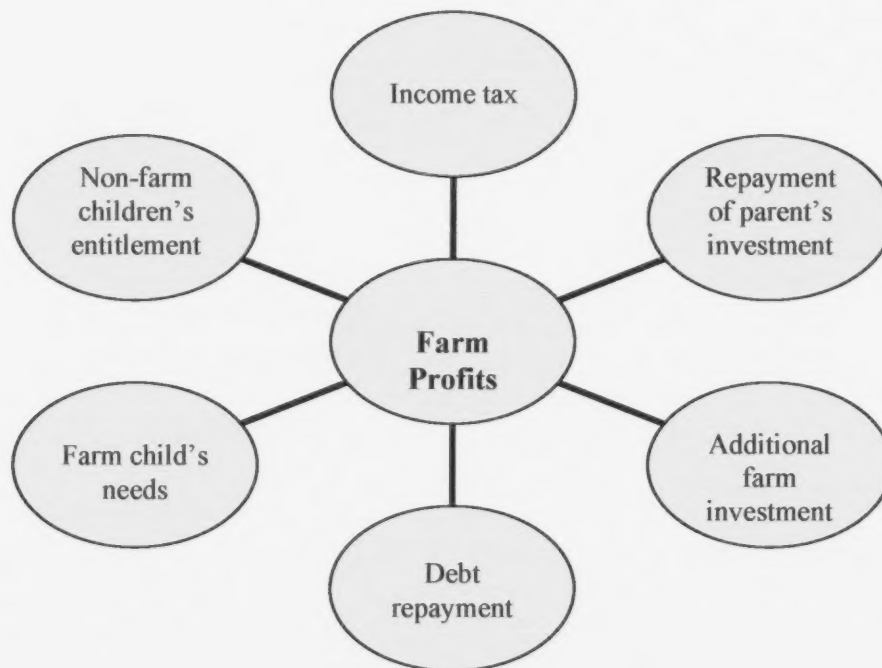 Income tax
Non-farm
children's
entitlement
Repayment
of parent's
investment
Farm
Profits
Farm child's
needs
Additional
farm
investment
Debt
repayment